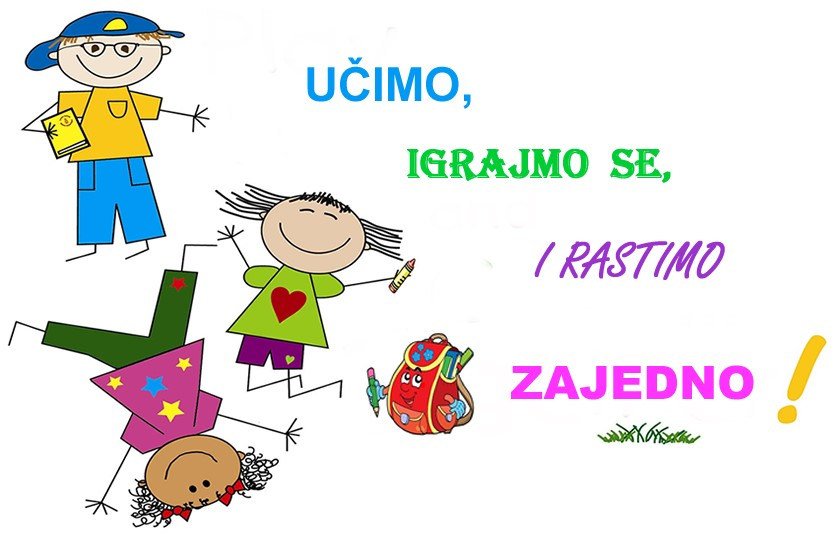 UČIMO,
IGRAJMO SE,
I RASTIMO
ZAJEDNO!